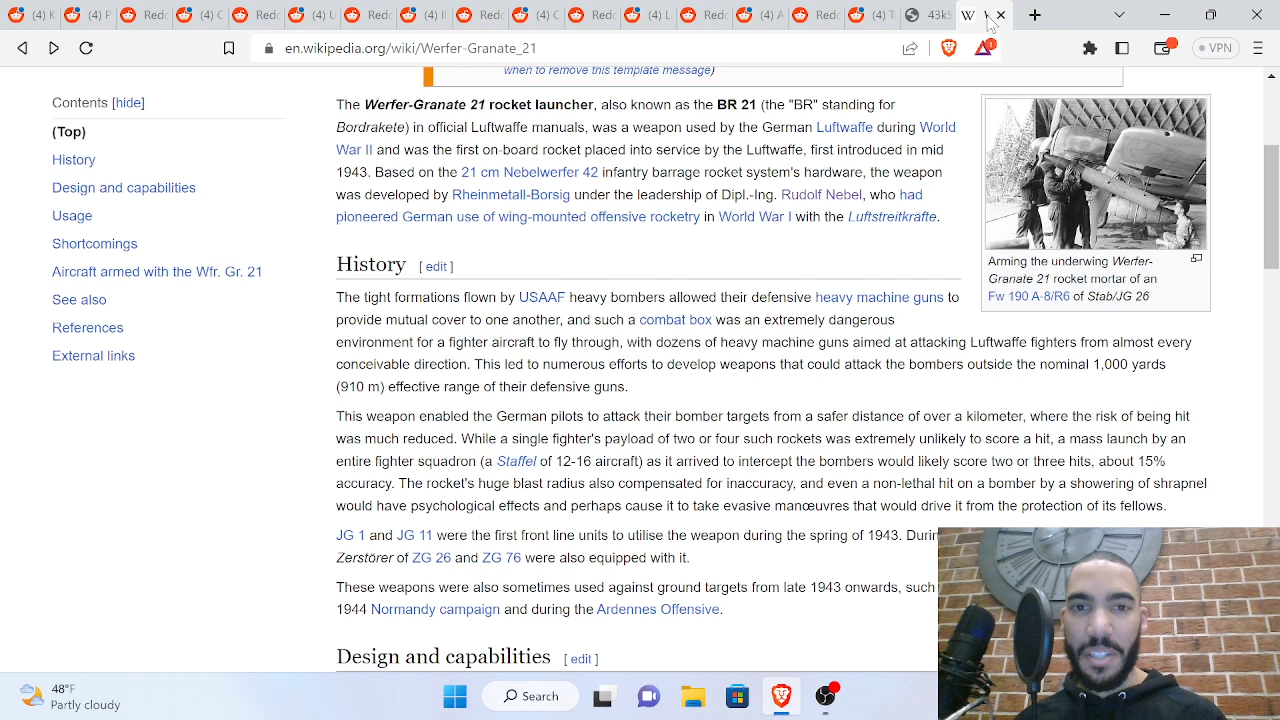 Red
(4) R
Red
(4) C
Red
(4) U
Red
(4) I
Red
(4) L
Red
(4) A
Red
(4) T
43k
W
VPN
en.wikipedia.org/wiki/Werfer-Granate_21
1
when to remove this template message)
Contents [hide]
(Top)
History
Design and capabilities
Usage
Shortcomings
Aircraft armed with the Wfr. Gr. 21
See also
References
External links
The Werfer-Granate 21 rocket launcher, also known as the BR 21 (the "BR" standing for
Bordrakete) in official Luftwaffe manuals, was a weapon used by the German Luftwaffe during World
War II and was the first on-board rocket placed into service by the Luftwaffe, first introduced in mid
1943. Based on the 21 cm Nebelwerfer 42 infantry barrage rocket system's hardware, the weapon
was developed by Rheinmetall-Borsig under the leadership of Dipl.-Ing. Rudolf Nebel, who had
pioneered German use of wing-mounted offensive rocketry in World War I with the Luftstreitkräfte.
Arming the underwing Werfer-
Granate 21 rocket mortar of an
Fw 190 A-8/R6 of Stab/JG 26
History [ edit ]
The tight formations flown by USAAF heavy bombers allowed their defensive heavy machine guns to
provide mutual cover to one another, and such a combat box was an extremely dangerous
environment for a fighter aircraft to fly through, with dozens of heavy machine guns aimed at attacking Luftwaffe fighters from almost every
conceivable direction. This led to numerous efforts to develop weapons that could attack the bombers outside the nominal 1,000 yards
(910 m) effective range of their defensive guns.
This weapon enabled the German pilots to attack their bomber targets from a safer distance of over a kilometer, where the risk of being hit
was much reduced. While a single fighter's payload of two or four such rockets was extremely unlikely to score a hit, a mass launch by an
entire fighter squadron (a Staffel of 12-16 aircraft) as it arrived to intercept the bombers would likely score two or three hits, about 15%
accuracy. The rocket's huge blast radius also compensated for inaccuracy, and even a non-lethal hit on a bomber by a showering of shrapnel
would have psychological effects and perhaps cause it to take evasive manœuvres that would drive it from the protection of its fellows.
JG 1 and JG 11 were the first front line units to utilise the weapon during the spring of 1943. Durin
Zerstörer of ZG 26 and ZG 76 were also equipped with it.
These weapons were also sometimes used against ground targets from late 1943 onwards, such
1944 Normandy campaign and during the Ardennes Offensive.
Design and capabilities [ edit ]
48°F
Partly cloudy
Search